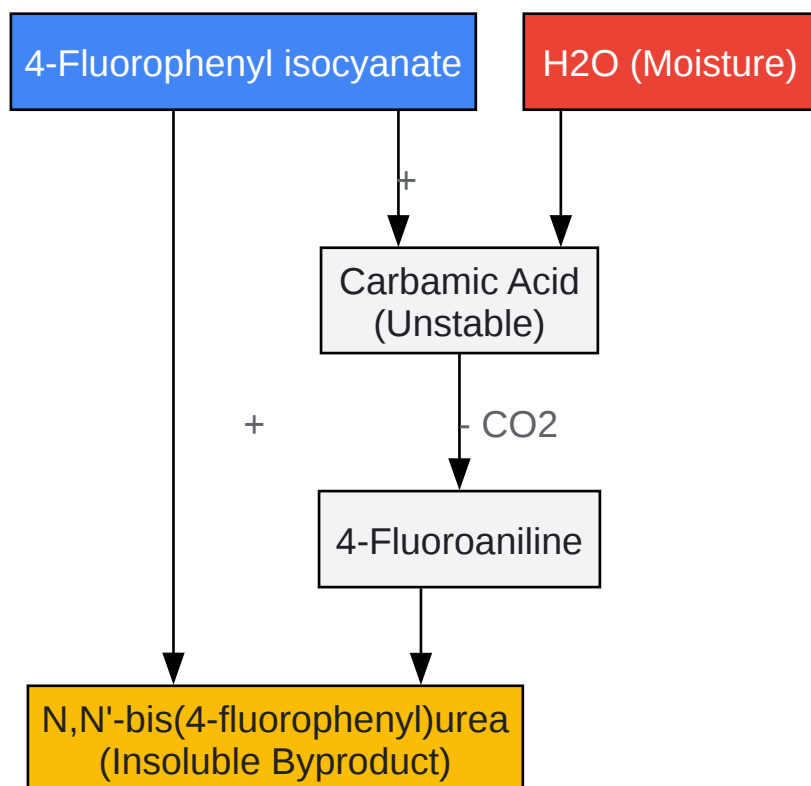 4-Fluorophenyl isocyanate
H2O (Moisture)
+
Carbamic Acid
(Unstable)
+
- CO2
4-Fluoroaniline
N,N'-bis(4-fluorophenyl)urea
(Insoluble Byproduct)